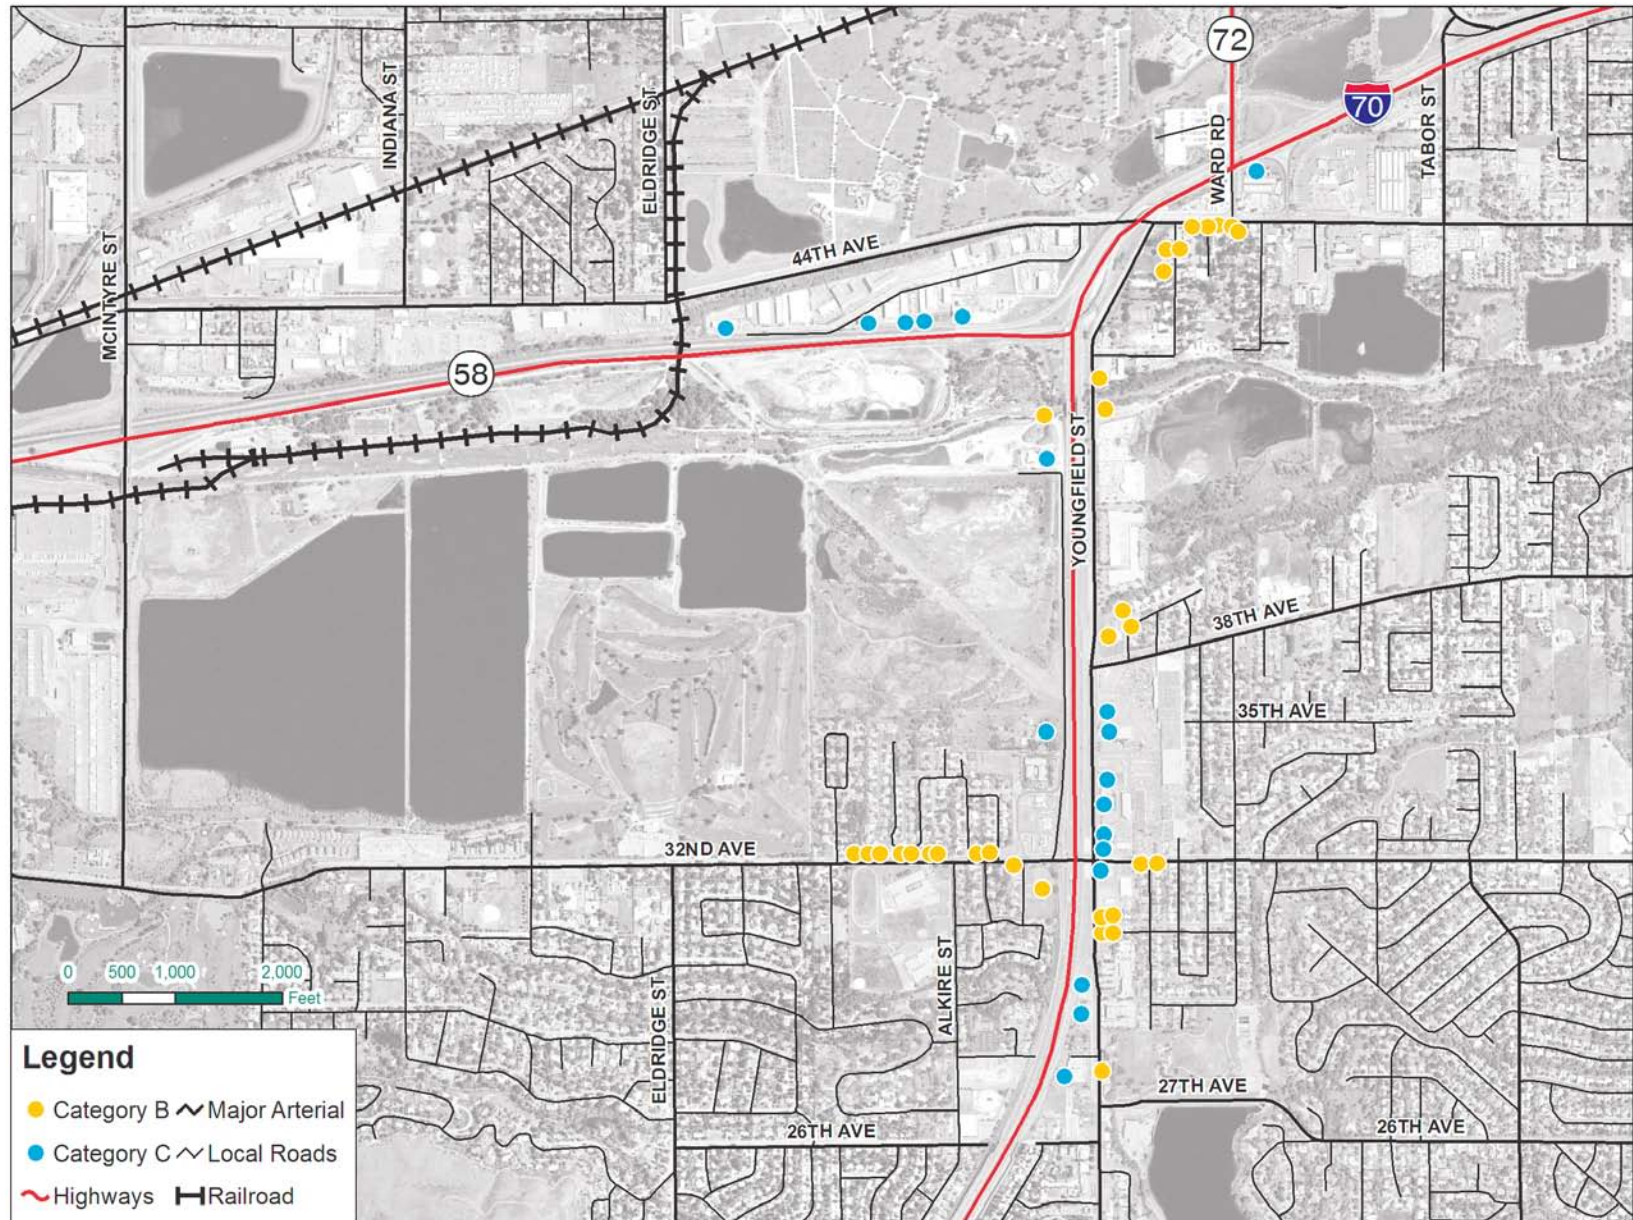 72
70
INDIANA ST
ELDRIDGE ST
WARD RD
TABOR ST
44TH AVE
MCINTYRE ST
58
YOUNGFIELD ST
38TH AVE
35TH AVE
32ND AVE
ALKIRE ST
ELDRIDGE ST
0 500 1,000 2,000
Feet
27TH AVE
26TH AVE
26TH AVE
Legend
Category B Major Arterial
Category C Local Roads
Highways Railroad